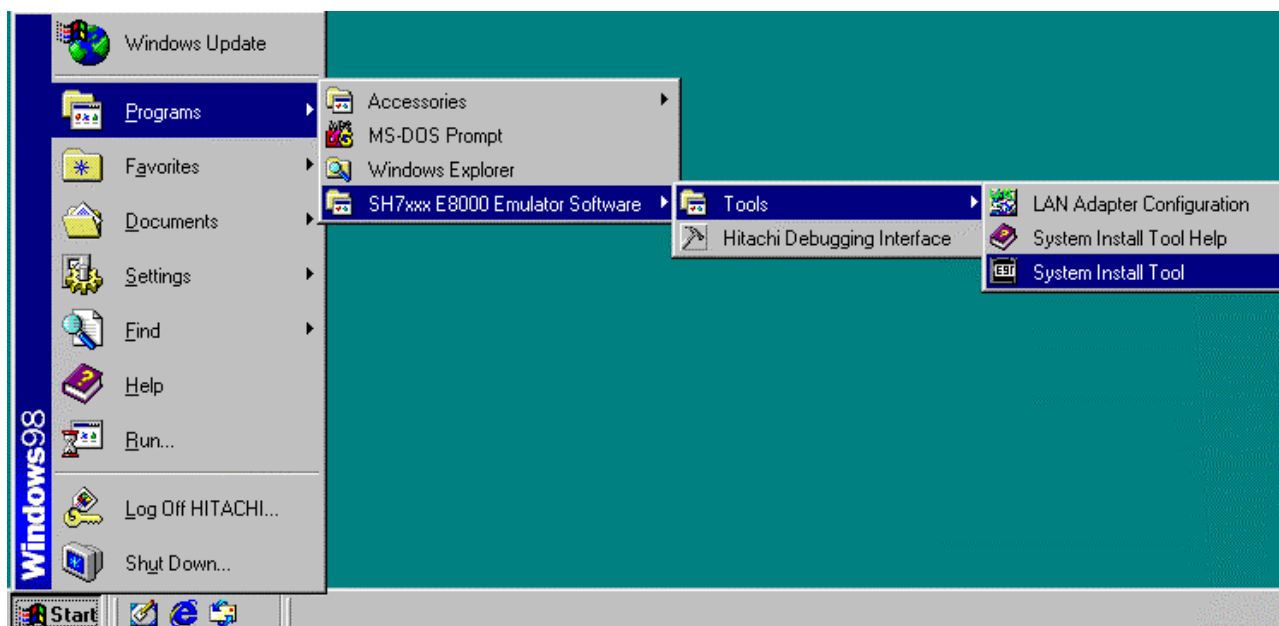 Windows Update
Programs
Accessories
MS-DOS Prompt
Favorites
Windows Explorer
SH7xxx E8000 Emulator Software
Tools
LAN Adapter Configuration
Documents
Hitachi Debugging Interface
System Install Tool Help
Settings
System Install Tool
Find
Help
Run...
Log Off HITACHI...
Shut Down...
Windows98
Start